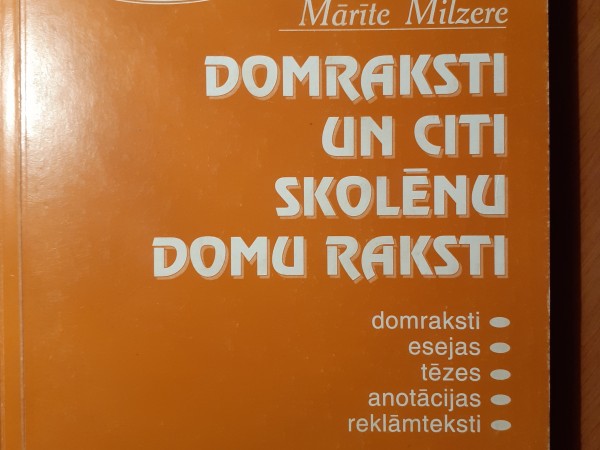 Mārīte Milzere
DOMRAKSTI
UN CITI
SKOLĒNU
DOMU RAKSTI
domraksti
esejas
tēzes
anotācijas
reklāmteksti